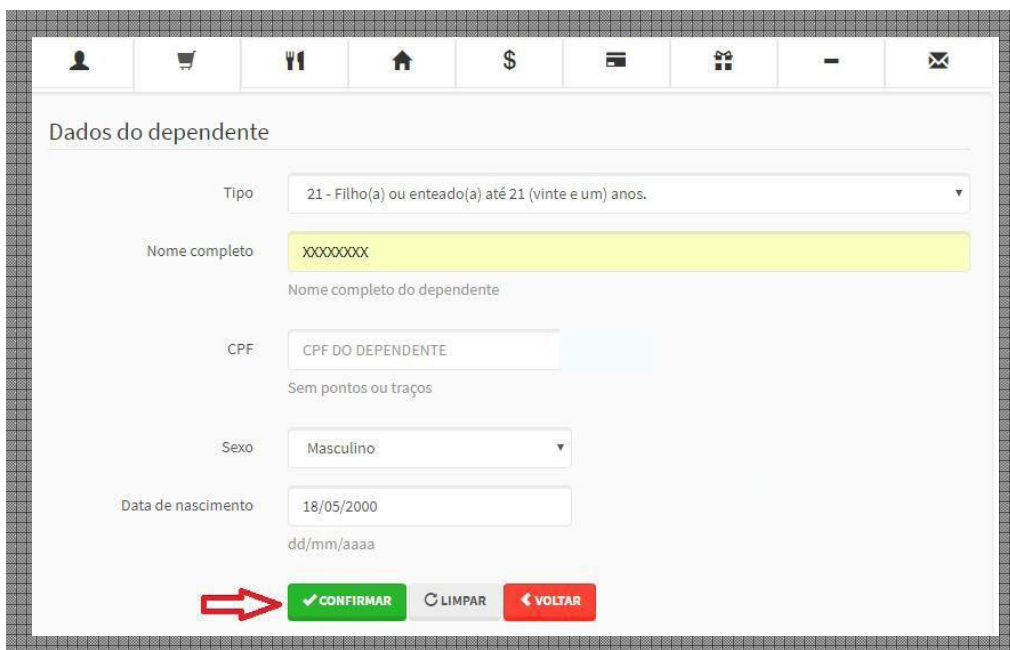 $
Dados do dependente
Tipo
21 - Filho(a) ou enteado(a) até 21 (vinte e um) anos.
Nome completo
XXXXXXXX
Nome completo do dependente
CPF
CPF DO DEPENDENTE
Sem pontos ou traços
Sexo
Masculino
Data de nascimento
18/05/2000
dd/mm/aaaa
CONFIRMAR LIMPAR VOLTAR